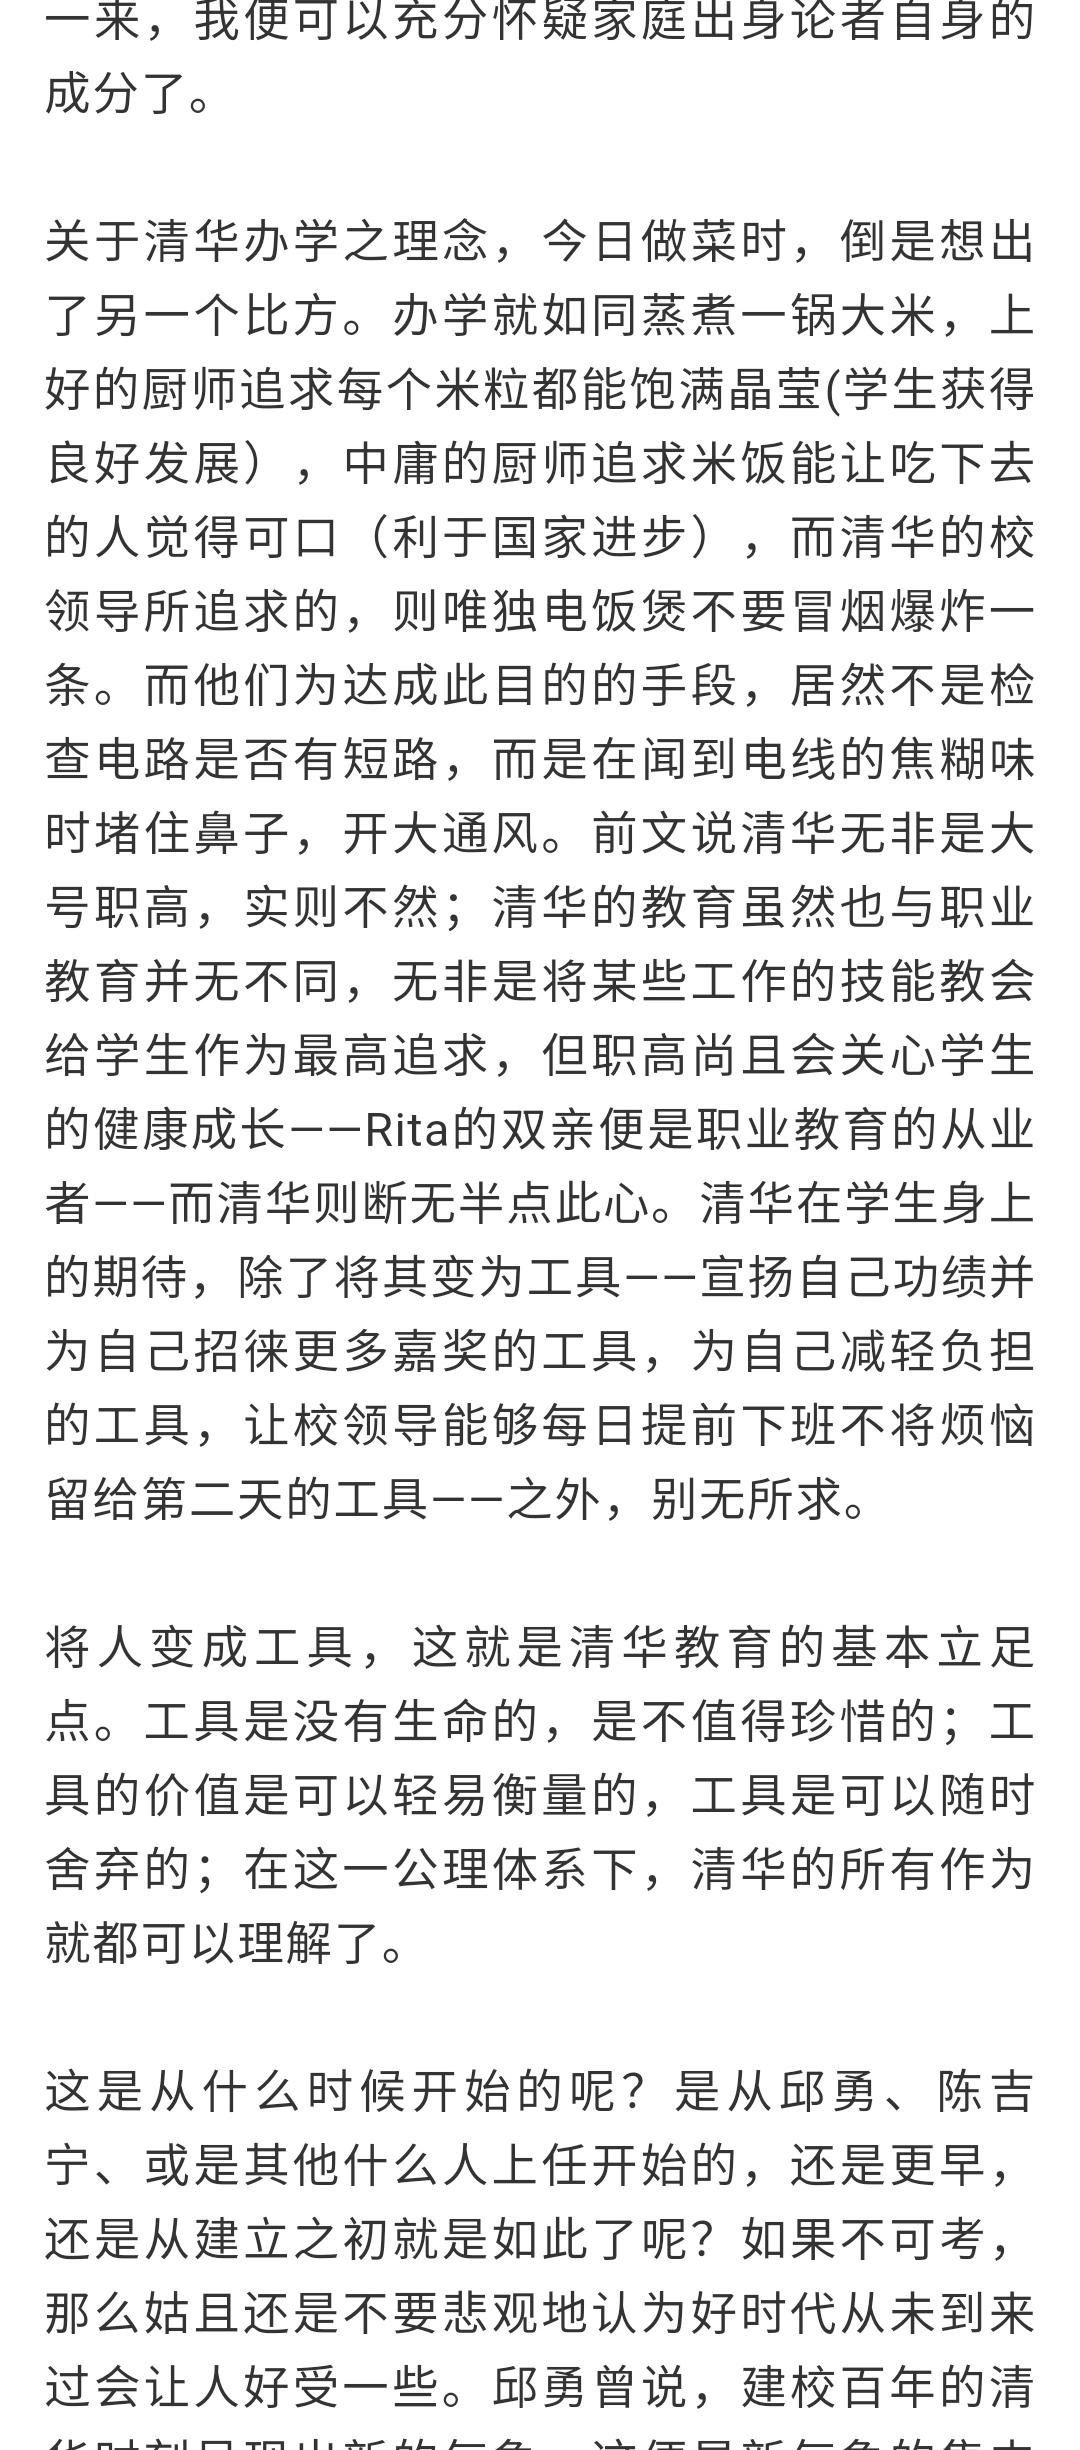 一来，我便可以充分怀疑家庭出身论者自身的
成分了。
关于清华办学之理念，今日做菜时，倒是想出
了另一个比方。办学就如同蒸煮一锅大米，上
好的厨师追求每个米粒都能饱满晶莹(学生获得
良好发展），中庸的厨师追求米饭能让吃下去
的人觉得可口（利于国家进步），而清华的校
领导所追求的，则唯独电饭煲不要冒烟爆炸一
条。而他们为达成此目的的手段，居然不是检
查电路是否有短路，而是在闻到电线的焦糊味
时堵住鼻子，开大通风。前文说清华无非是大
号职高，实则不然；清华的教育虽然也与职业
教育并无不同，无非是将某些工作的技能教会
给学生作为最高追求，但职高尚且会关心学生
的健康成长——Rita的双亲便是职业教育的从业
者——而清华则断无半点此心。清华在学生身上
的期待，除了将其变为工具——宣扬自己功绩并
为自己招徕更多嘉奖的工具，为自己减轻负担
的工具，让校领导能够每日提前下班不将烦恼
留给第二天的工具——之外，别无所求。
将人变成工具，这就是清华教育的基本立足
点。工具是没有生命的，是不值得珍惜的；工
具的价值是可以轻易衡量的，工具是可以随时
舍弃的；在这一公理体系下，清华的所有作为
就都可以理解了。
这是从什么时候开始的呢？是从邱勇、陈吉
宁、或是其他什么人上任开始的，还是更早，
还是从建立之初就是如此了呢？如果不可考，
那么姑且还是不要悲观地认为好时代从未到来
过会让人好受一些。邱勇曾说，建校百年的清
华时刻呈现出新的气象，这便是新气象的集中